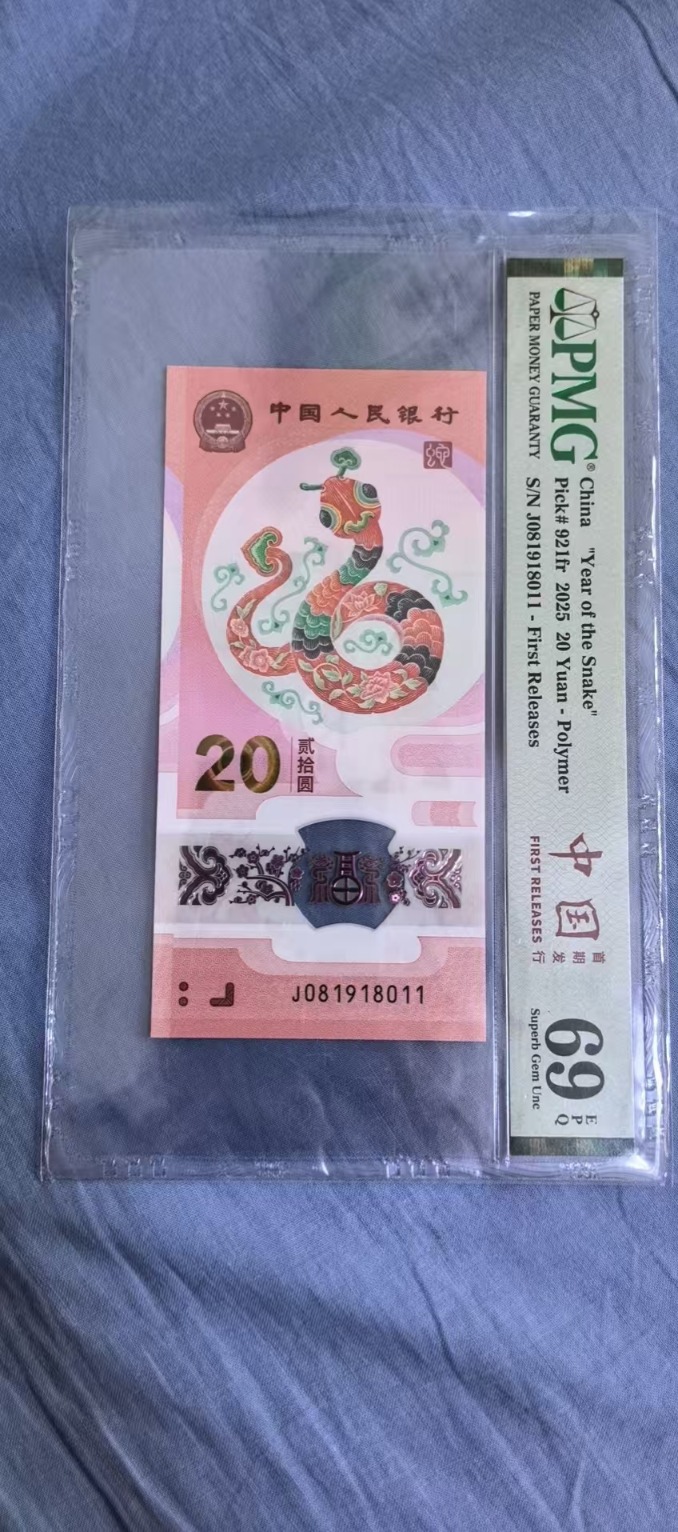 中国人民银行
蛇
20
贰拾圆
J081918011
PMG®
PAPER MONEY GUARANTY
China "Year of the Snake"
Pick# 921fr 2025 20 Yuan - Polymer
S/N J081918011 - First Releases
中国
首期发行
FIRST RELEASES
69 EPQ
Superb Gem Unc